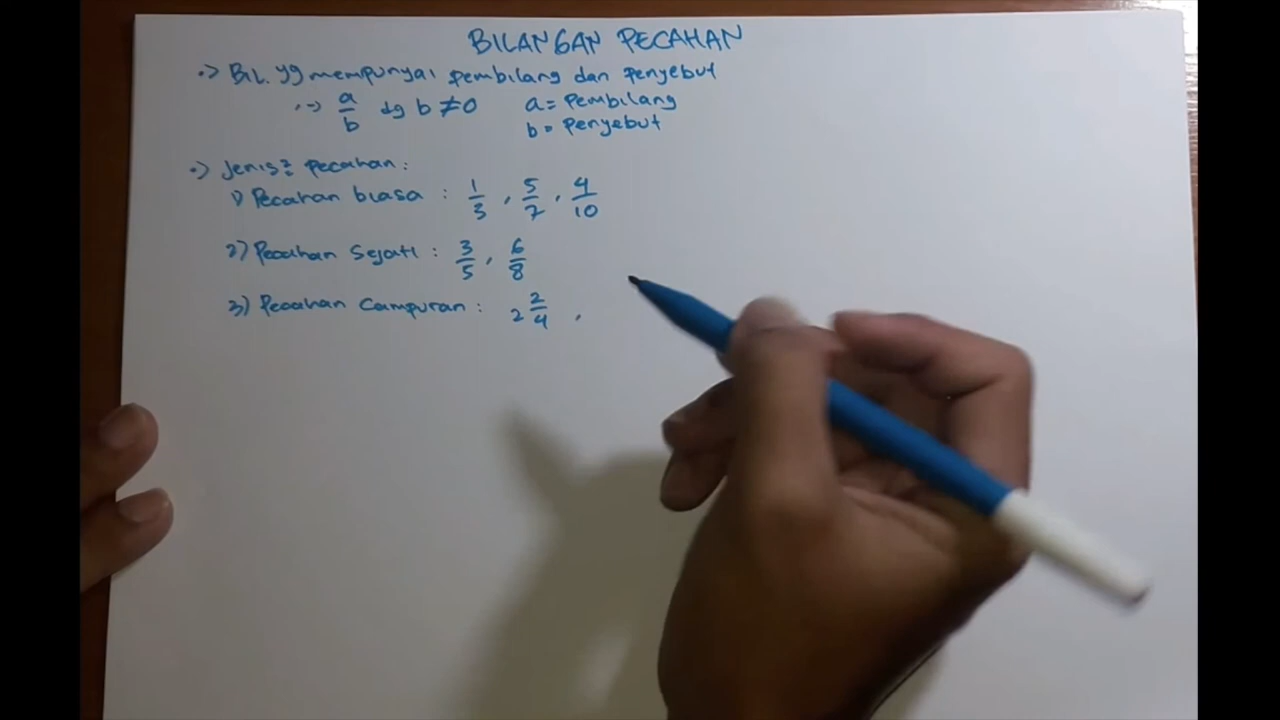 BILANGAN PECAHAN
•> Bil. yg mempunyai pembilang dan penyebut
•-> a/b dg b ≠ 0 a = Pembilang
b = Penyebut
•> Jenis² Pecahan :
1) Pecahan biasa : 1/3 , 5/7 , 4/10
2) Pecahan Sejati : 3/5 , 6/8
3) Pecahan Campuran : 2 2/4 ,